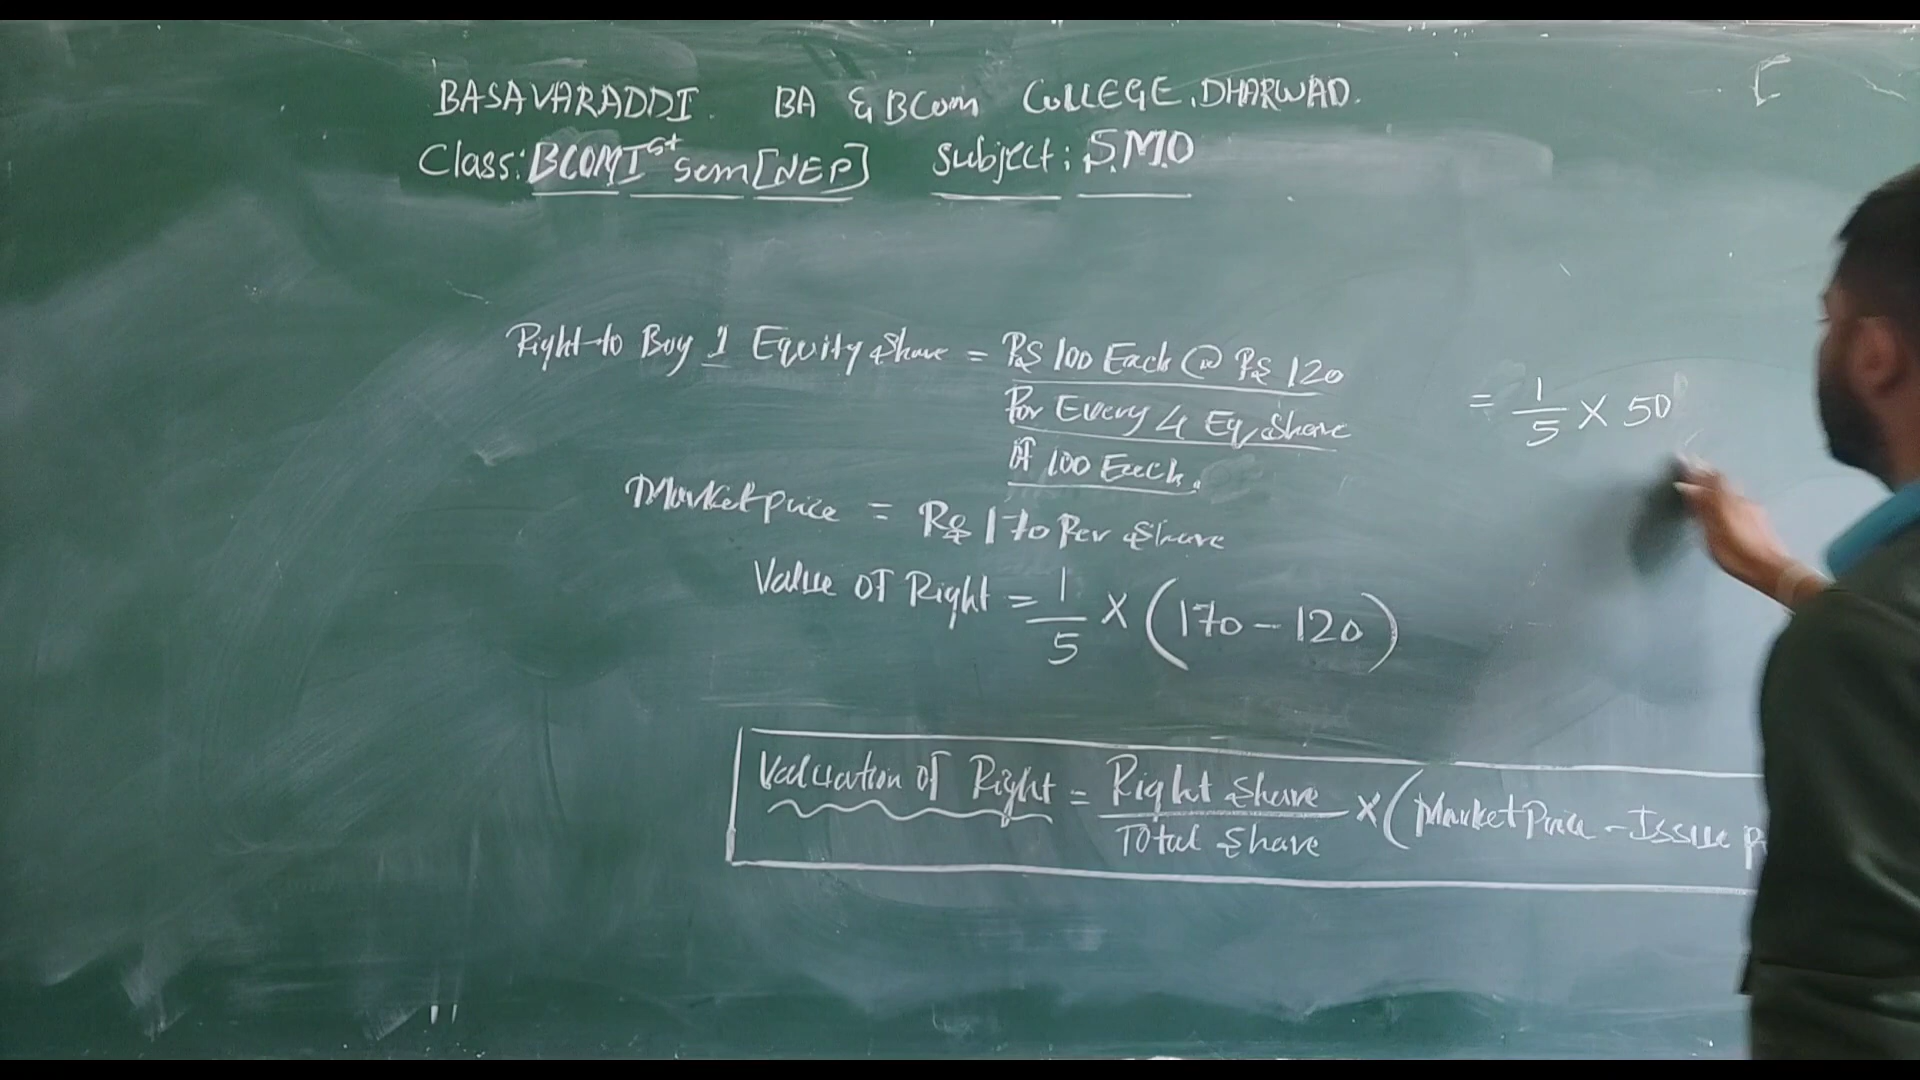 BASAVARADDI. BA & BCom COLLEGE, DHARWAD.
Class: BCOM Ist Sem [NEP] Subject: S.M.O
Right to Buy 1 Equity Share = Rs 100 Each @ Rs 120
For Every 4 Eq. Share
Of 100 Each.
= 1/5 × 50
Market price = Rs 170 Per Share
Value OF Right = 1/5 × (170 - 120)
Valuation OF Right = Right Share / Total Share × (Market Price - Issue